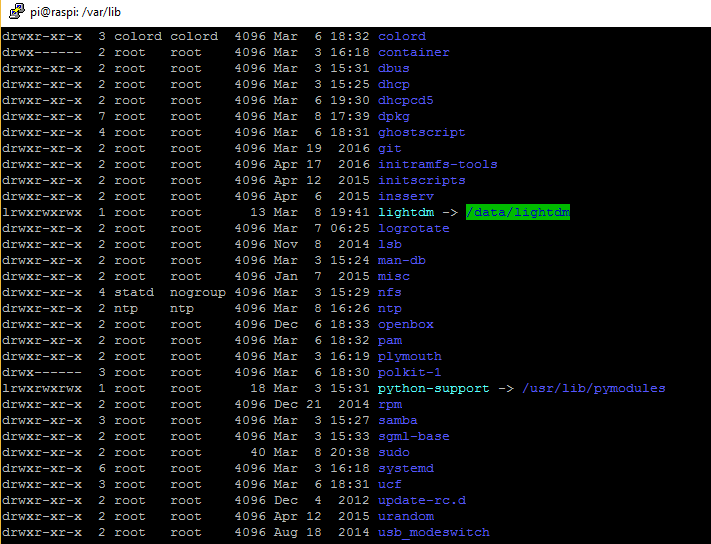 pi@raspi: /var/lib
drwxr-xr-x 3 colord colord 4096 Mar 6 18:32 colord
drwx------ 2 root root 4096 Mar 3 16:18 container
drwxr-xr-x 2 root root 4096 Mar 3 15:31 dbus
drwxr-xr-x 2 root root 4096 Mar 3 15:25 dhcp
drwxr-xr-x 2 root root 4096 Mar 6 19:30 dhcpcd5
drwxr-xr-x 7 root root 4096 Mar 8 17:39 dpkg
drwxr-xr-x 4 root root 4096 Mar 6 18:31 ghostscript
drwxr-xr-x 2 root root 4096 Mar 19 2016 git
drwxr-xr-x 2 root root 4096 Apr 17 2016 initramfs-tools
drwxr-xr-x 2 root root 4096 Apr 12 2015 initscripts
drwxr-xr-x 2 root root 4096 Apr 6 2015 insserv
lrwxrwxrwx 1 root root 13 Mar 8 19:41 lightdm -> /data/lightdm
drwxr-xr-x 2 root root 4096 Mar 7 06:25 logrotate
drwxr-xr-x 2 root root 4096 Nov 8 2014 lsb
drwxr-xr-x 2 root root 4096 Mar 3 15:24 man-db
drwxr-xr-x 2 root root 4096 Jan 7 2015 misc
drwxr-xr-x 4 statd nogroup 4096 Mar 3 15:29 nfs
drwxr-xr-x 2 ntp ntp 4096 Mar 8 16:26 ntp
drwxr-xr-x 2 root root 4096 Dec 6 18:33 openbox
drwxr-xr-x 2 root root 4096 Mar 6 18:32 pam
drwxr-xr-x 2 root root 4096 Mar 3 16:19 plymouth
drwx------ 3 root root 4096 Mar 6 18:30 polkit-1
lrwxrwxrwx 1 root root 18 Mar 3 15:31 python-support -> /usr/lib/pymodules
drwxr-xr-x 2 root root 4096 Dec 21 2014 rpm
drwxr-xr-x 3 root root 4096 Mar 3 15:27 samba
drwxr-xr-x 2 root root 4096 Mar 3 15:33 sgml-base
drwxr-xr-x 2 root root 40 Mar 8 20:38 sudo
drwxr-xr-x 6 root root 4096 Mar 3 16:18 systemd
drwxr-xr-x 3 root root 4096 Mar 6 18:31 ucf
drwxr-xr-x 2 root root 4096 Dec 4 2012 update-rc.d
drwxr-xr-x 2 root root 4096 Apr 12 2015 urandom
drwxr-xr-x 2 root root 4096 Aug 18 2014 usb_modeswitch